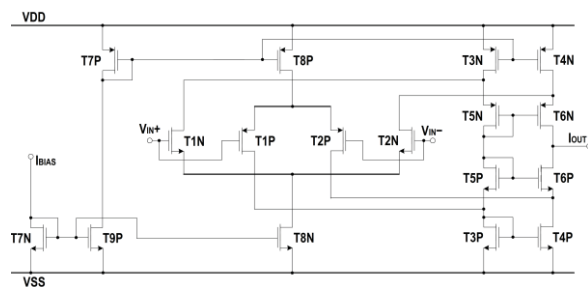 VDD
T7P
T8P
T3N
T4N
VIN+
T1N
T1P
T2P
T2N
VIN−
T5N
T6N
IOUT
IBIAS
T5P
T6P
T7N
T9P
T8N
T3P
T4P
VSS